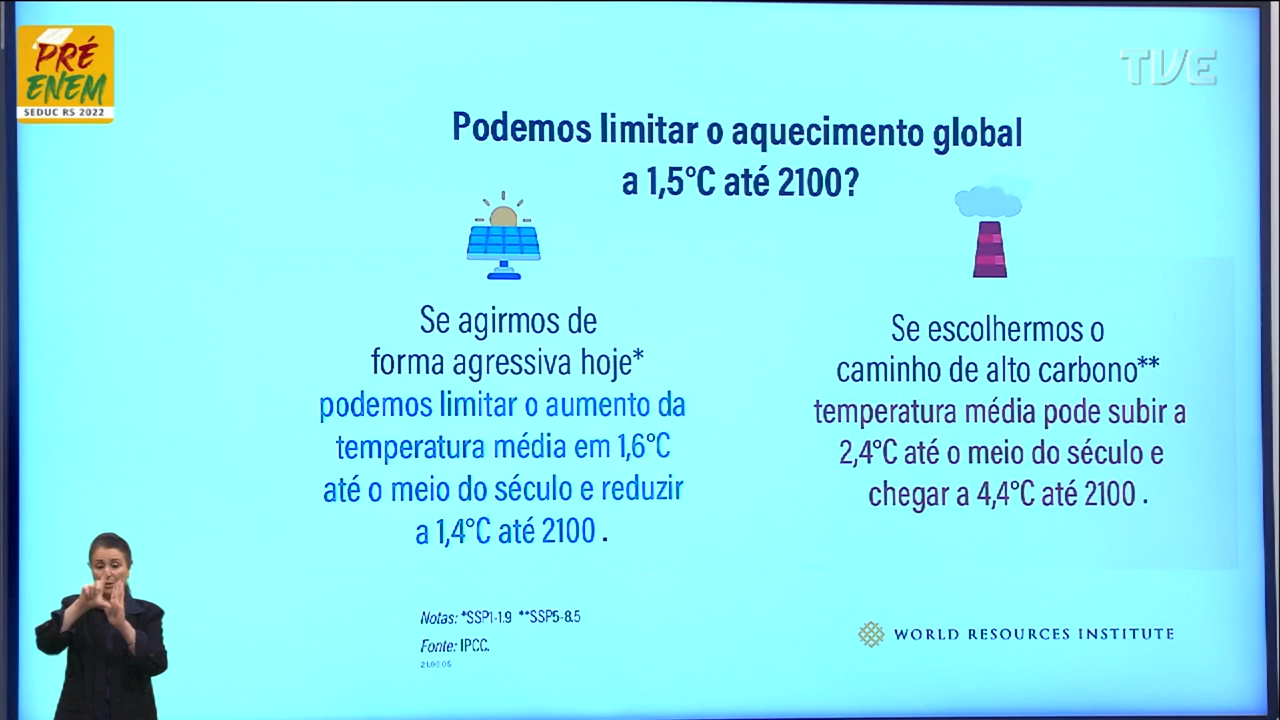 PRÉ
ENEM
SEDUC RS 2022
TVE
Podemos limitar o aquecimento global
a 1,5°C até 2100?
Se agirmos de
forma agressiva hoje*
podemos limitar o aumento da
temperatura média em 1,6°C
até o meio do século e reduzir
a 1,4°C até 2100 .
Se escolhermos o
caminho de alto carbono**
temperatura média pode subir a
2,4°C até o meio do século e
chegar a 4,4°C até 2100 .
Notas: *SSP1-1.9 **SSP5-8.5
Fonte: IPCC.
WORLD RESOURCES INSTITUTE